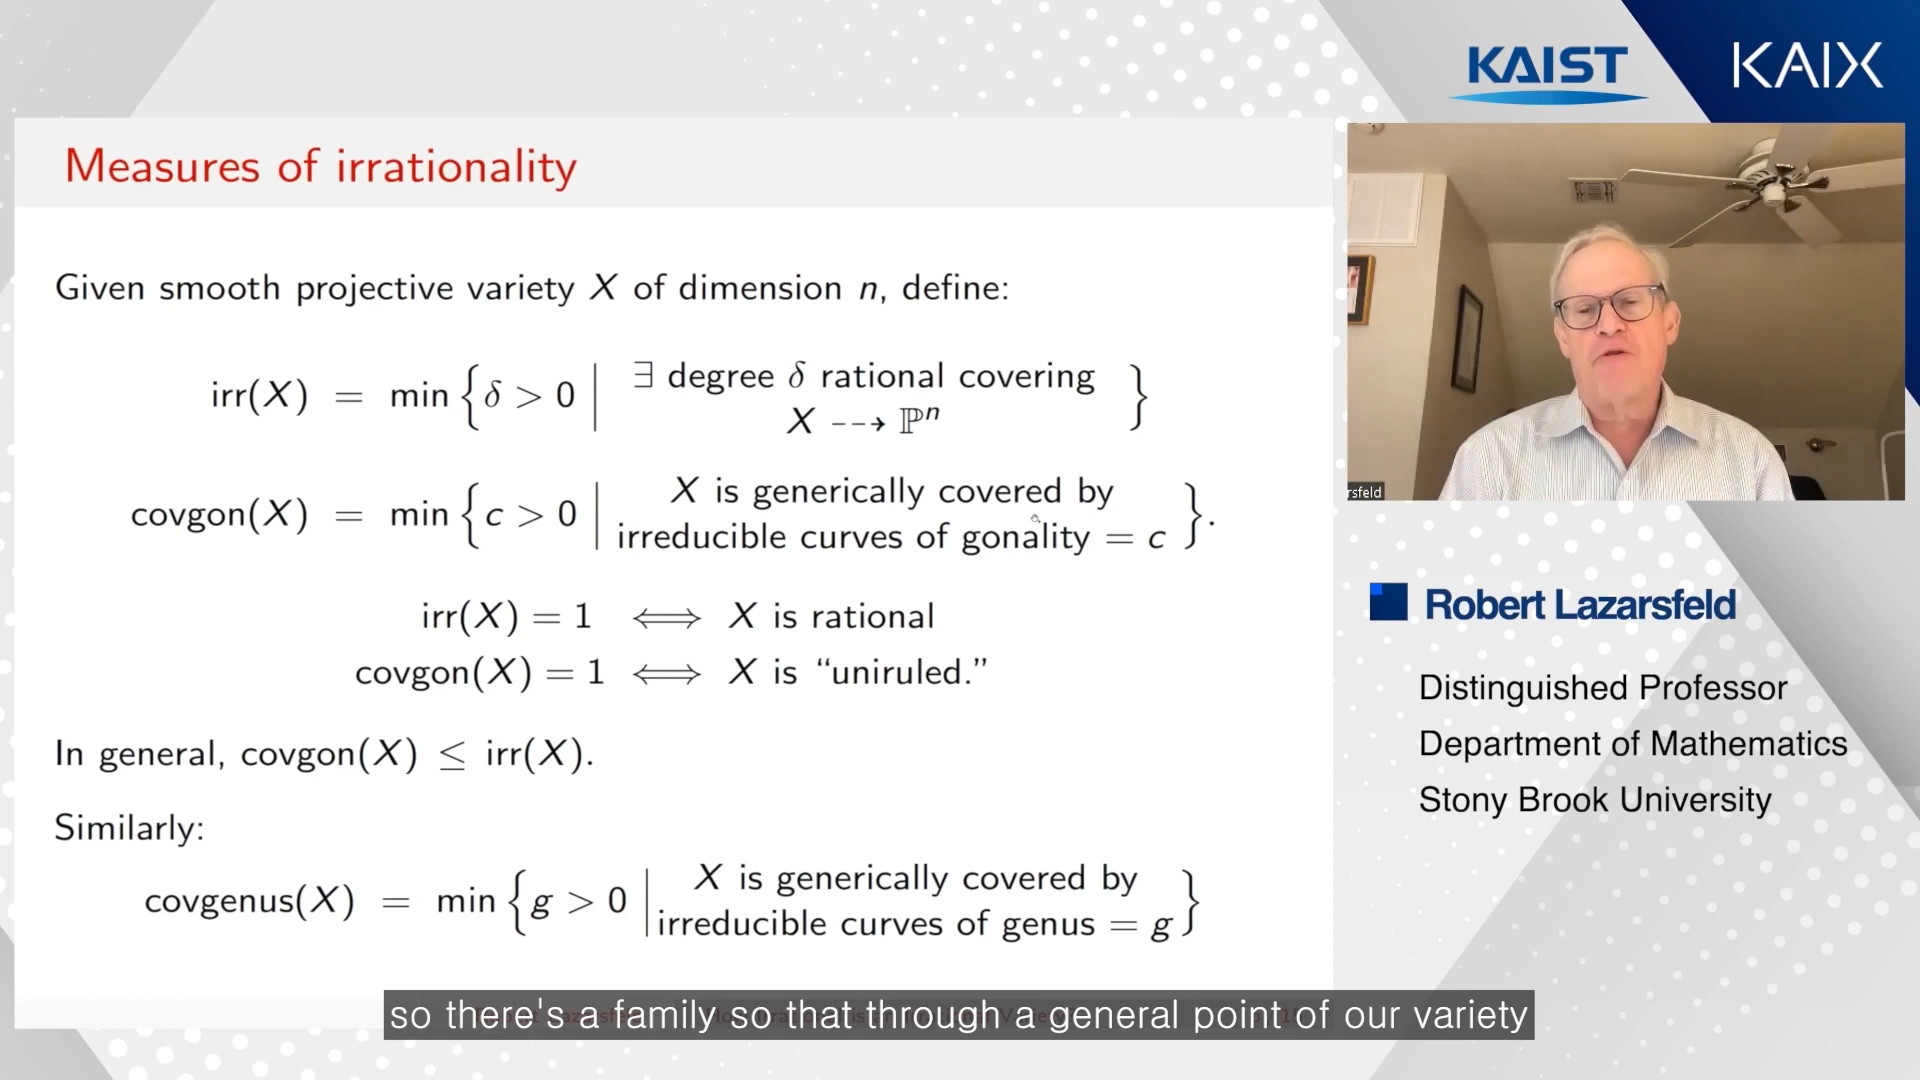 KAIST
KAIX
Measures of irrationality
Given smooth projective variety X of dimension n, define:
irr(X) = min { δ > 0 | ∃ degree δ rational covering X ⇢ ℙⁿ }
covgon(X) = min { c > 0 | X is generically covered by irreducible curves of gonality = c }.
irr(X) = 1 ⟺ X is rational
covgon(X) = 1 ⟺ X is “uniruled.”
In general, covgon(X) ≤ irr(X).
Similarly:
covgenus(X) = min { g > 0 | X is generically covered by irreducible curves of genus = g }
so there's a family so that through a general point of our variety
rsfeld
Robert Lazarsfeld
Distinguished Professor
Department of Mathematics
Stony Brook University